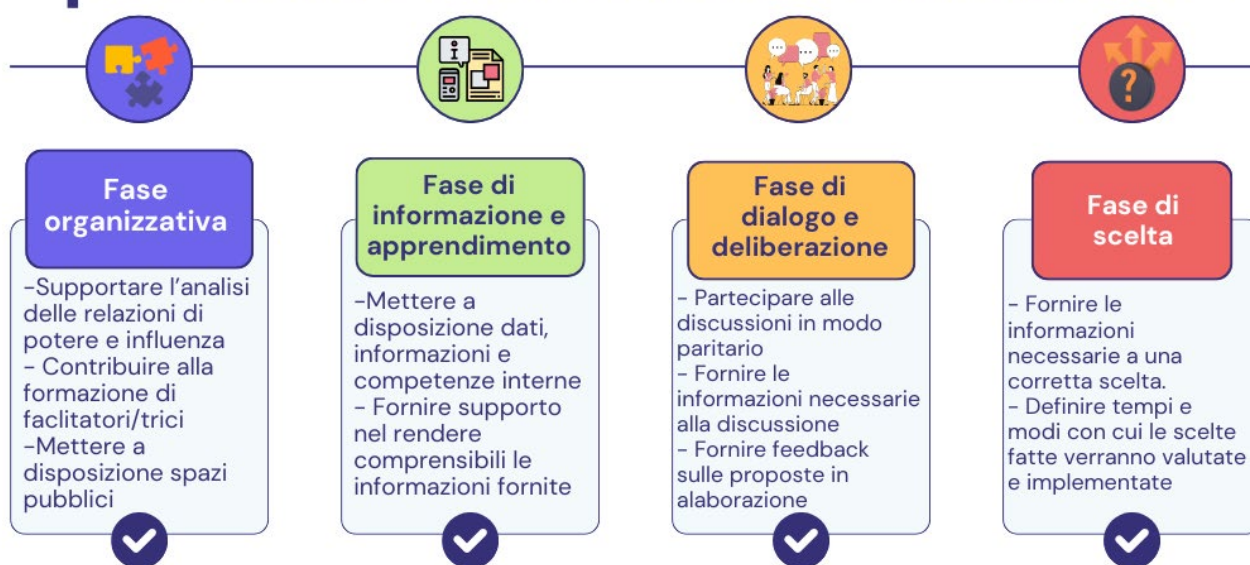 Fase
organizzativa
-Supportare l'analisi
delle relazioni di
potere e influenza
- Contribuire alla
formazione di
faclitatori/trici
-Mettere a
disposizione spazi
pubblici
Fase di
informazione e
apprendimento
-Mettere a
disposizione dati,
informazioni e
competenze interne
- Fornire supporto
nel rendere
comprensibili le
informazioni fornite
Fase di
dialogo e
deliberazione
- Partecipare alle
discussioni in modo
paritario
- Fornire le
informazioni necessarie
alla discussione
- Fornire feedback
sulle proposte in
alaborazione
Fase di
scelta
- Fornire le
informazioni
necessarie a una
corretta scelta.
- Definire tempi e
modi con cui le scelte
fatte verranno valutate
e implementate